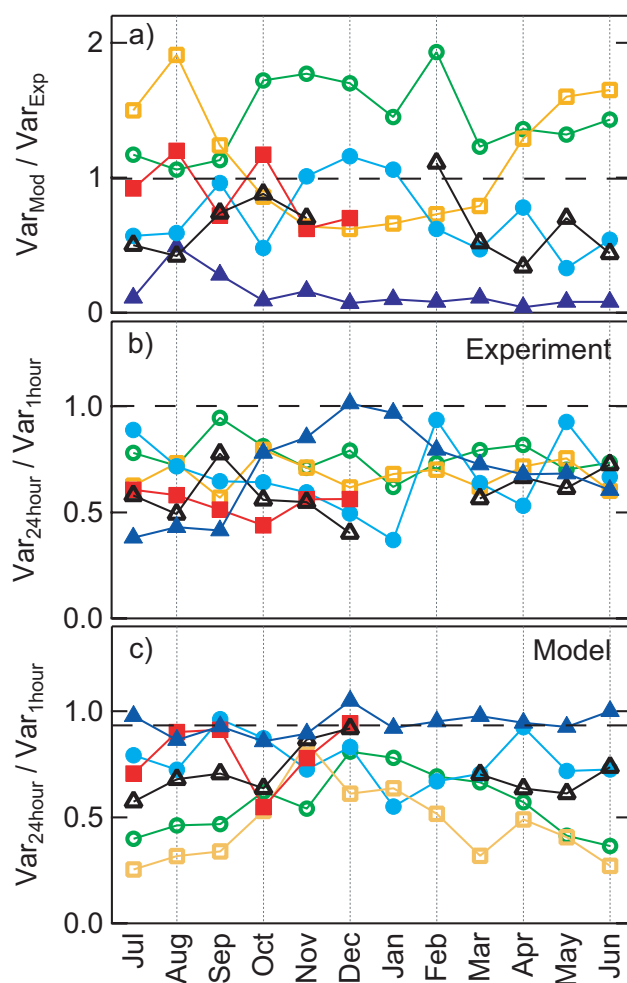 a)
2
1
0
Var_Mod / Var_Exp
b)
Experiment
1.0
0.5
0.0
Var_24hour / Var_1hour
c)
Model
1.0
0.5
0.0
Var_24hour / Var_1hour
Jul Aug Sep Oct Nov Dec Jan Feb Mar Apr May Jun